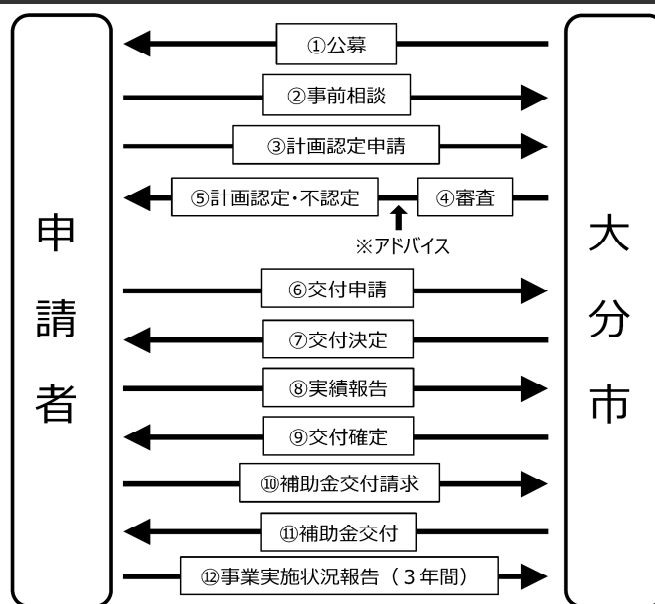 申請者
大分市
①公募
②事前相談
③計画認定申請
⑤計画認定・不認定
④審査
※アドバイス
⑥交付申請
⑦交付決定
⑧実績報告
⑨交付確定
⑩補助金交付請求
⑪補助金交付
⑫事業実施状況報告（３年間）